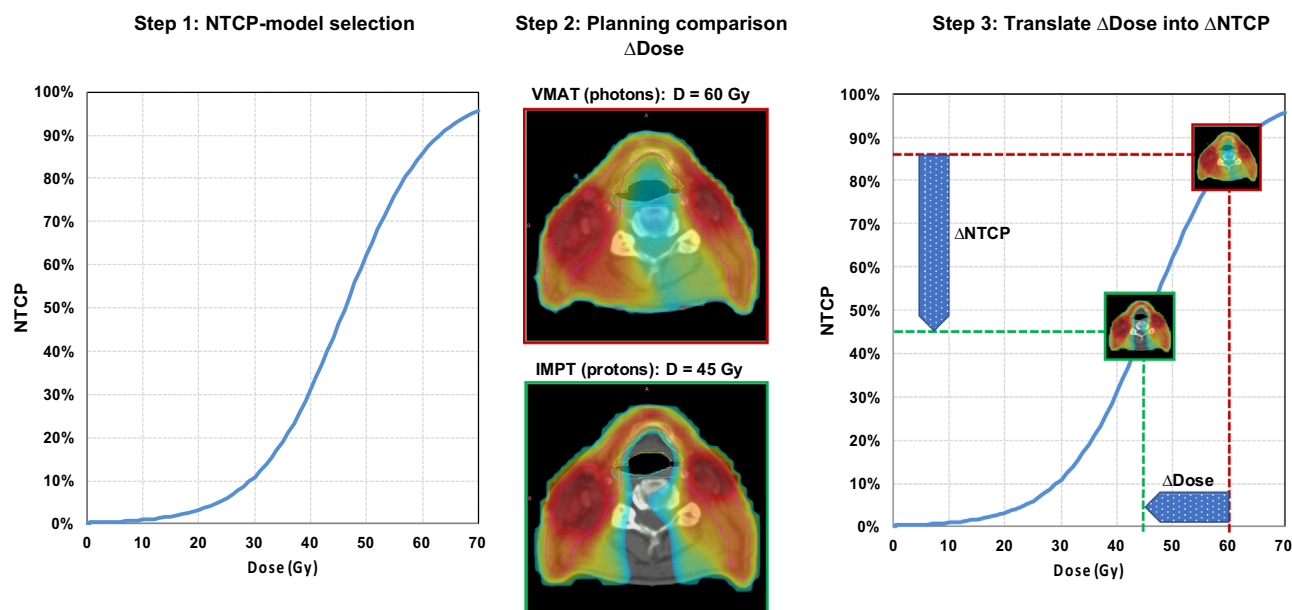 Step 1: NTCP-model selection
100%
90%
80%
70%
60%
50%
40%
30%
20%
10%
0%
NTCP
0 10 20 30 40 50 60 70
Dose (Gy)
Step 2: Planning comparison
ΔDose
VMAT (photons): D = 60 Gy
A
R
IMPT (protons): D = 45 Gy
A
R
Step 3: Translate ΔDose into ΔNTCP
100%
90%
80%
70%
60%
50%
40%
30%
20%
10%
0%
NTCP
ΔNTCP
ΔDose
0 10 20 30 40 50 60 70
Dose (Gy)